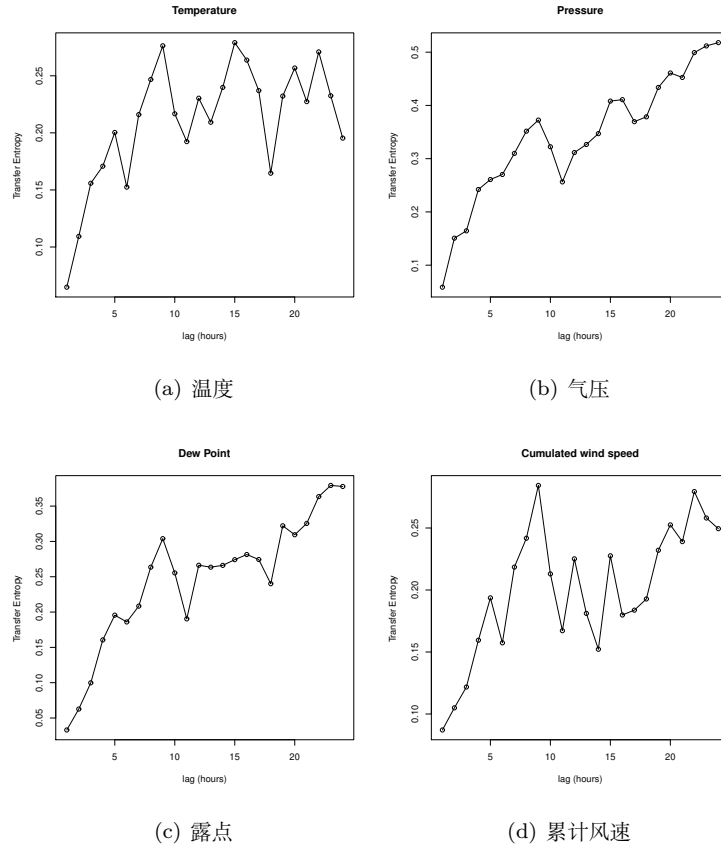 Temperature
Transfer Entropy
0.10 0.15 0.20 0.25
5 10 15 20
lag (hours)
(a) 温度
Pressure
Transfer Entropy
0.1 0.2 0.3 0.4 0.5
5 10 15 20
lag (hours)
(b) 气压
Dew Point
Transfer Entropy
0.05 0.10 0.15 0.20 0.25 0.30 0.35
5 10 15 20
lag (hours)
(c) 露点
Cumulated wind speed
Transfer Entropy
0.10 0.15 0.20 0.25
5 10 15 20
lag (hours)
(d) 累计风速